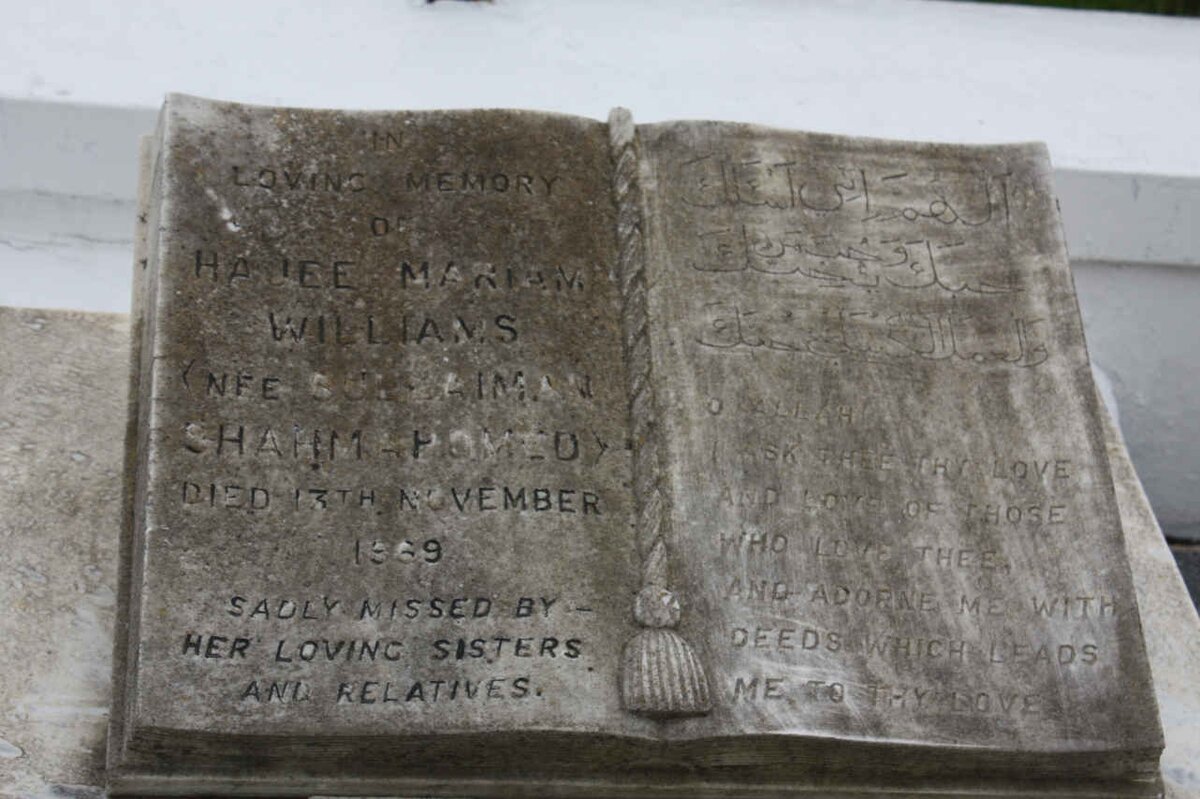 IN
LOVING MEMORY
OF
HAJEE MARIAM
WILLIAMS
(NEE SULLAIMAN
SHAHMAHOMED)
DIED 13TH. NOVEMBER
1969
SADLY MISSED BY –
HER LOVING SISTERS
AND RELATIVES.
اللهم اني اسئلك
حبك وحب من يحبك
والعمل الذي يبلغني حبك
O ALLAH
I ASK THEE THY LOVE
AND LOVE OF THOSE
WHO LOVE THEE,
AND ADORNE ME WITH
DEEDS WHICH LEADS
ME TO THY LOVE